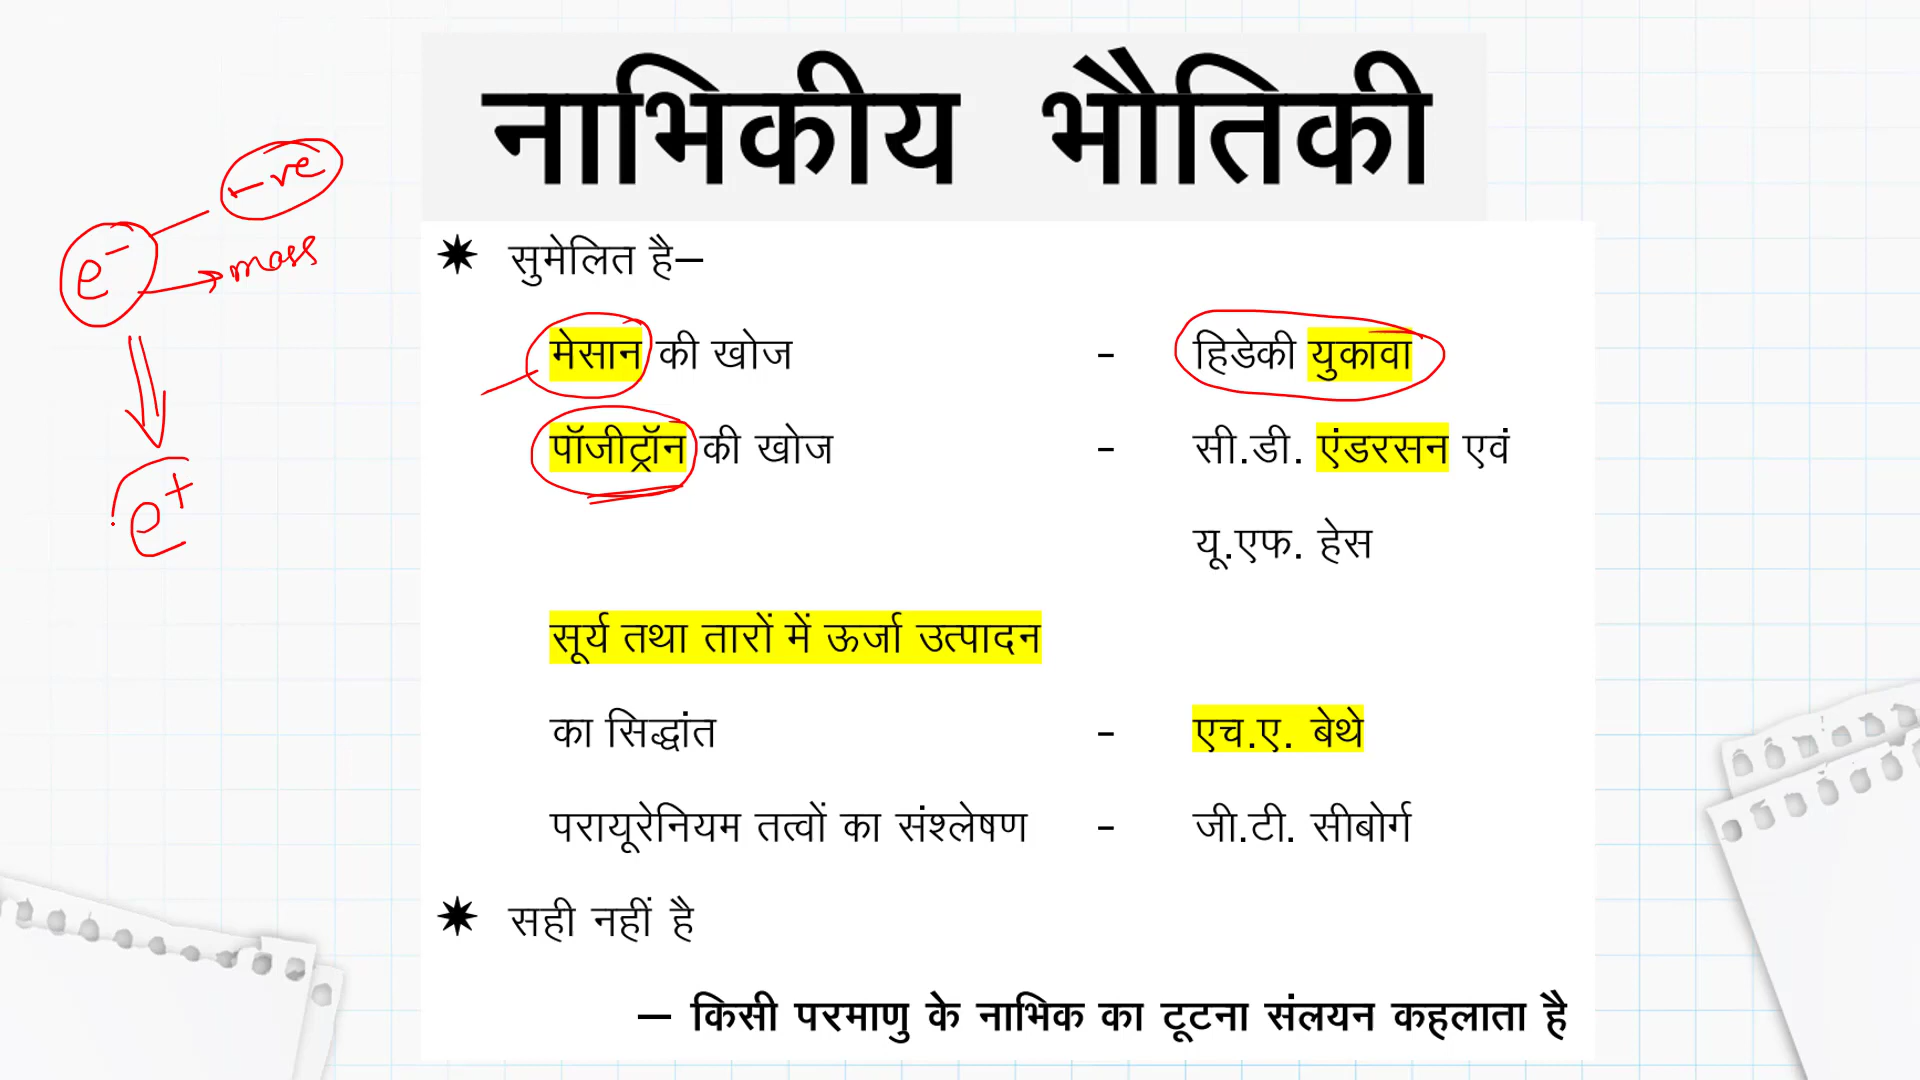 नाभिकीय भौतिकी
-ve
e⁻
mass
e⁺
✷ सुमेलित है–
मेसान की खोज - हिडेकी युकावा
पॉजीट्रॉन की खोज - सी.डी. एंडरसन एवं
यू.एफ. हेस
सूर्य तथा तारों में ऊर्जा उत्पादन
का सिद्धांत - एच.ए. बेथे
परायूरेनियम तत्वों का संश्लेषण - जी.टी. सीबोर्ग
✷ सही नहीं है
— किसी परमाणु के नाभिक का टूटना संलयन कहलाता है